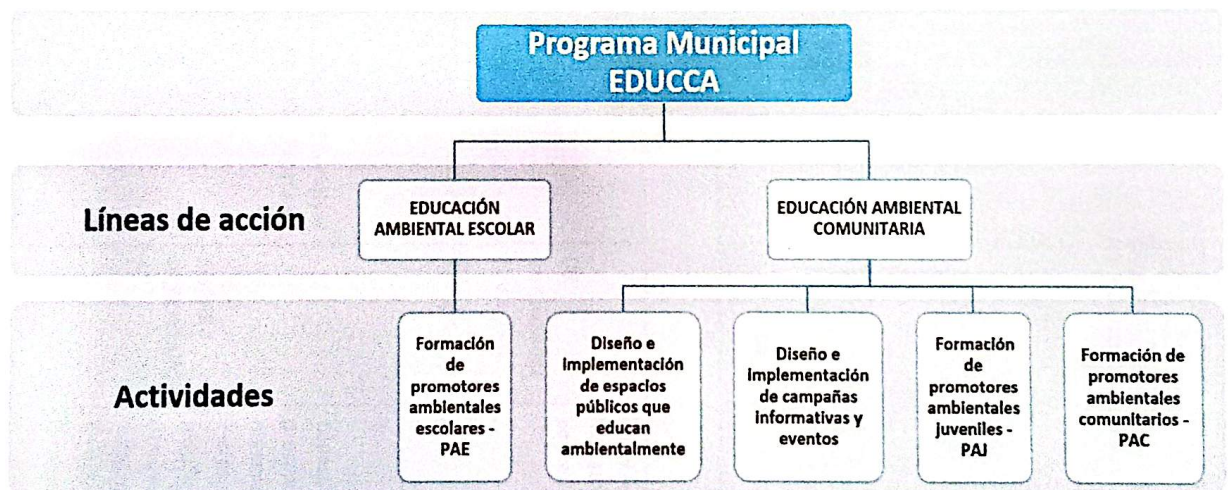 Programa Municipal
EDUCCA
Líneas de acción
EDUCACIÓN
AMBIENTAL ESCOLAR
EDUCACIÓN AMBIENTAL
COMUNITARIA
Actividades
Formación
de
promotores
ambientales
escolares -
PAE
Diseño e
implementación
de espacios
públicos que
educan
ambientalmente
Diseño e
implementación
de campañas
informativas y
eventos
Formación
de
promotores
ambientales
juveniles -
PAJ
Formación de
promotores
ambientales
comunitarios -
PAC